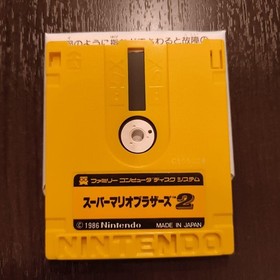 ファミリー コンピュータ ディスク システム
スーパーマリオブラザーズ™2
©1986 Nintendo
MADE IN JAPAN
NINTENDO